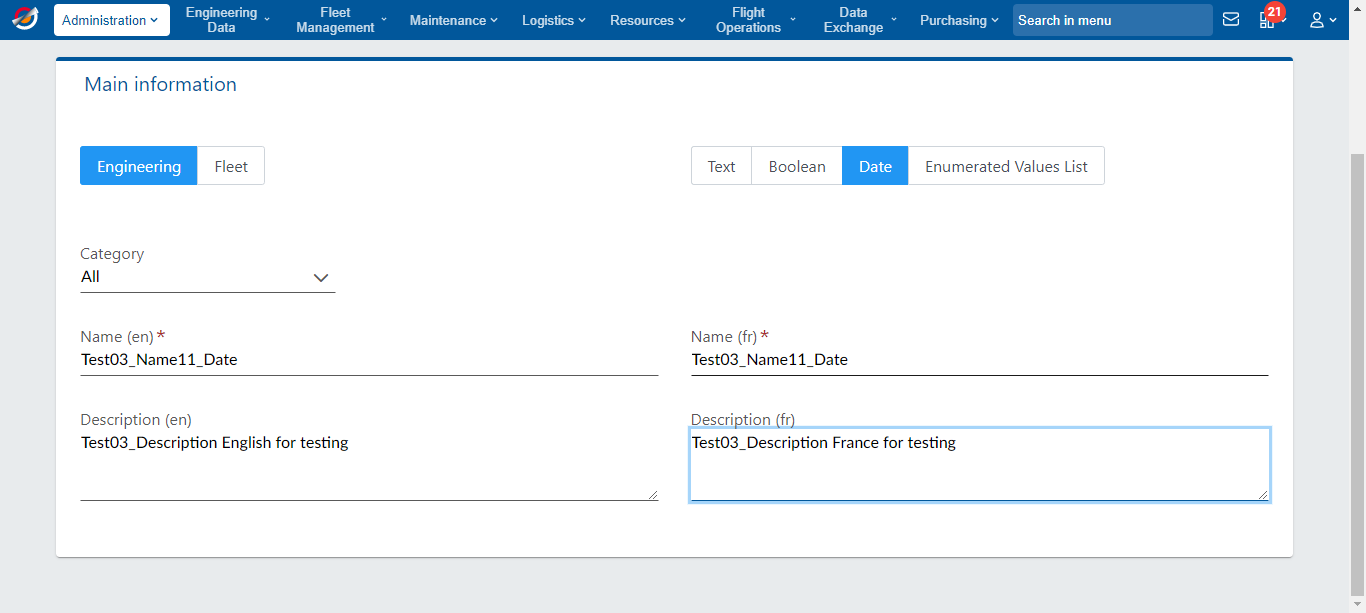 Administration
Engineering Data
Fleet Management
Maintenance
Logistics
Resources
Flight Operations
Data Exchange
Purchasing
Search in menu
21
Main information
Engineering
Fleet
Text
Boolean
Date
Enumerated Values List
Category
All
Name (en) *
Name (fr) *
Test03_Name11_Date
Test03_Name11_Date
Description (en)
Description (fr)
Test03_Description English for testing
Test03_Description France for testing